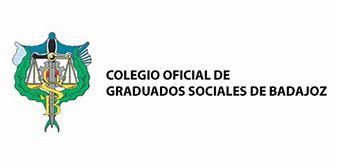 COLEGIO OFICIAL DE
GRADUADOS SOCIALES DE BADAJOZ